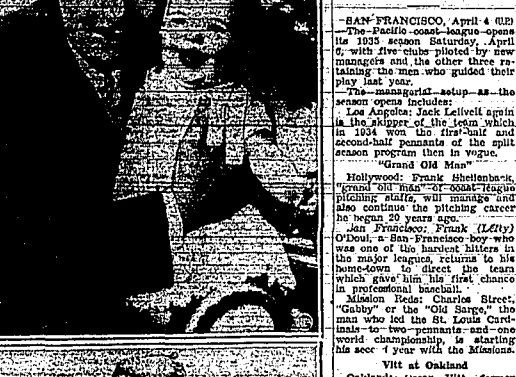 SAN FRANCISCO, April 4 (U.P.)
—The Pacific coast league opens
its 1935 season Saturday, April
6, with five clubs piloted by new
managers and the other three re-
taining the men who guided their
play last year.
The managerial setup as the
season opens includes:
Los Angeles: Jack Lelivelt again
is the skipper of the team which
in 1934 won the first-half and
second-half pennants of the split
season program then in vogue.
"Grand Old Man"
Hollywood: Frank Shellenback,
"grand old man" of coast league
pitching staffs, will manage and
also continue the pitching career
he began 20 years ago.
San Francisco: Frank (Lefty)
O'Doul, a San Francisco boy who
was one of the hardest hitters in
the major leagues, returns to his
home-town to direct the team
which gave him his first chance
in professional baseball.
Mission Reds: Charles Street,
"Gabby" or the "Old Sarge," the
man who led the St. Louis Card-
inals to two pennants and one
world championship, is starting
his year with the Missions.
Vitt at Oakland